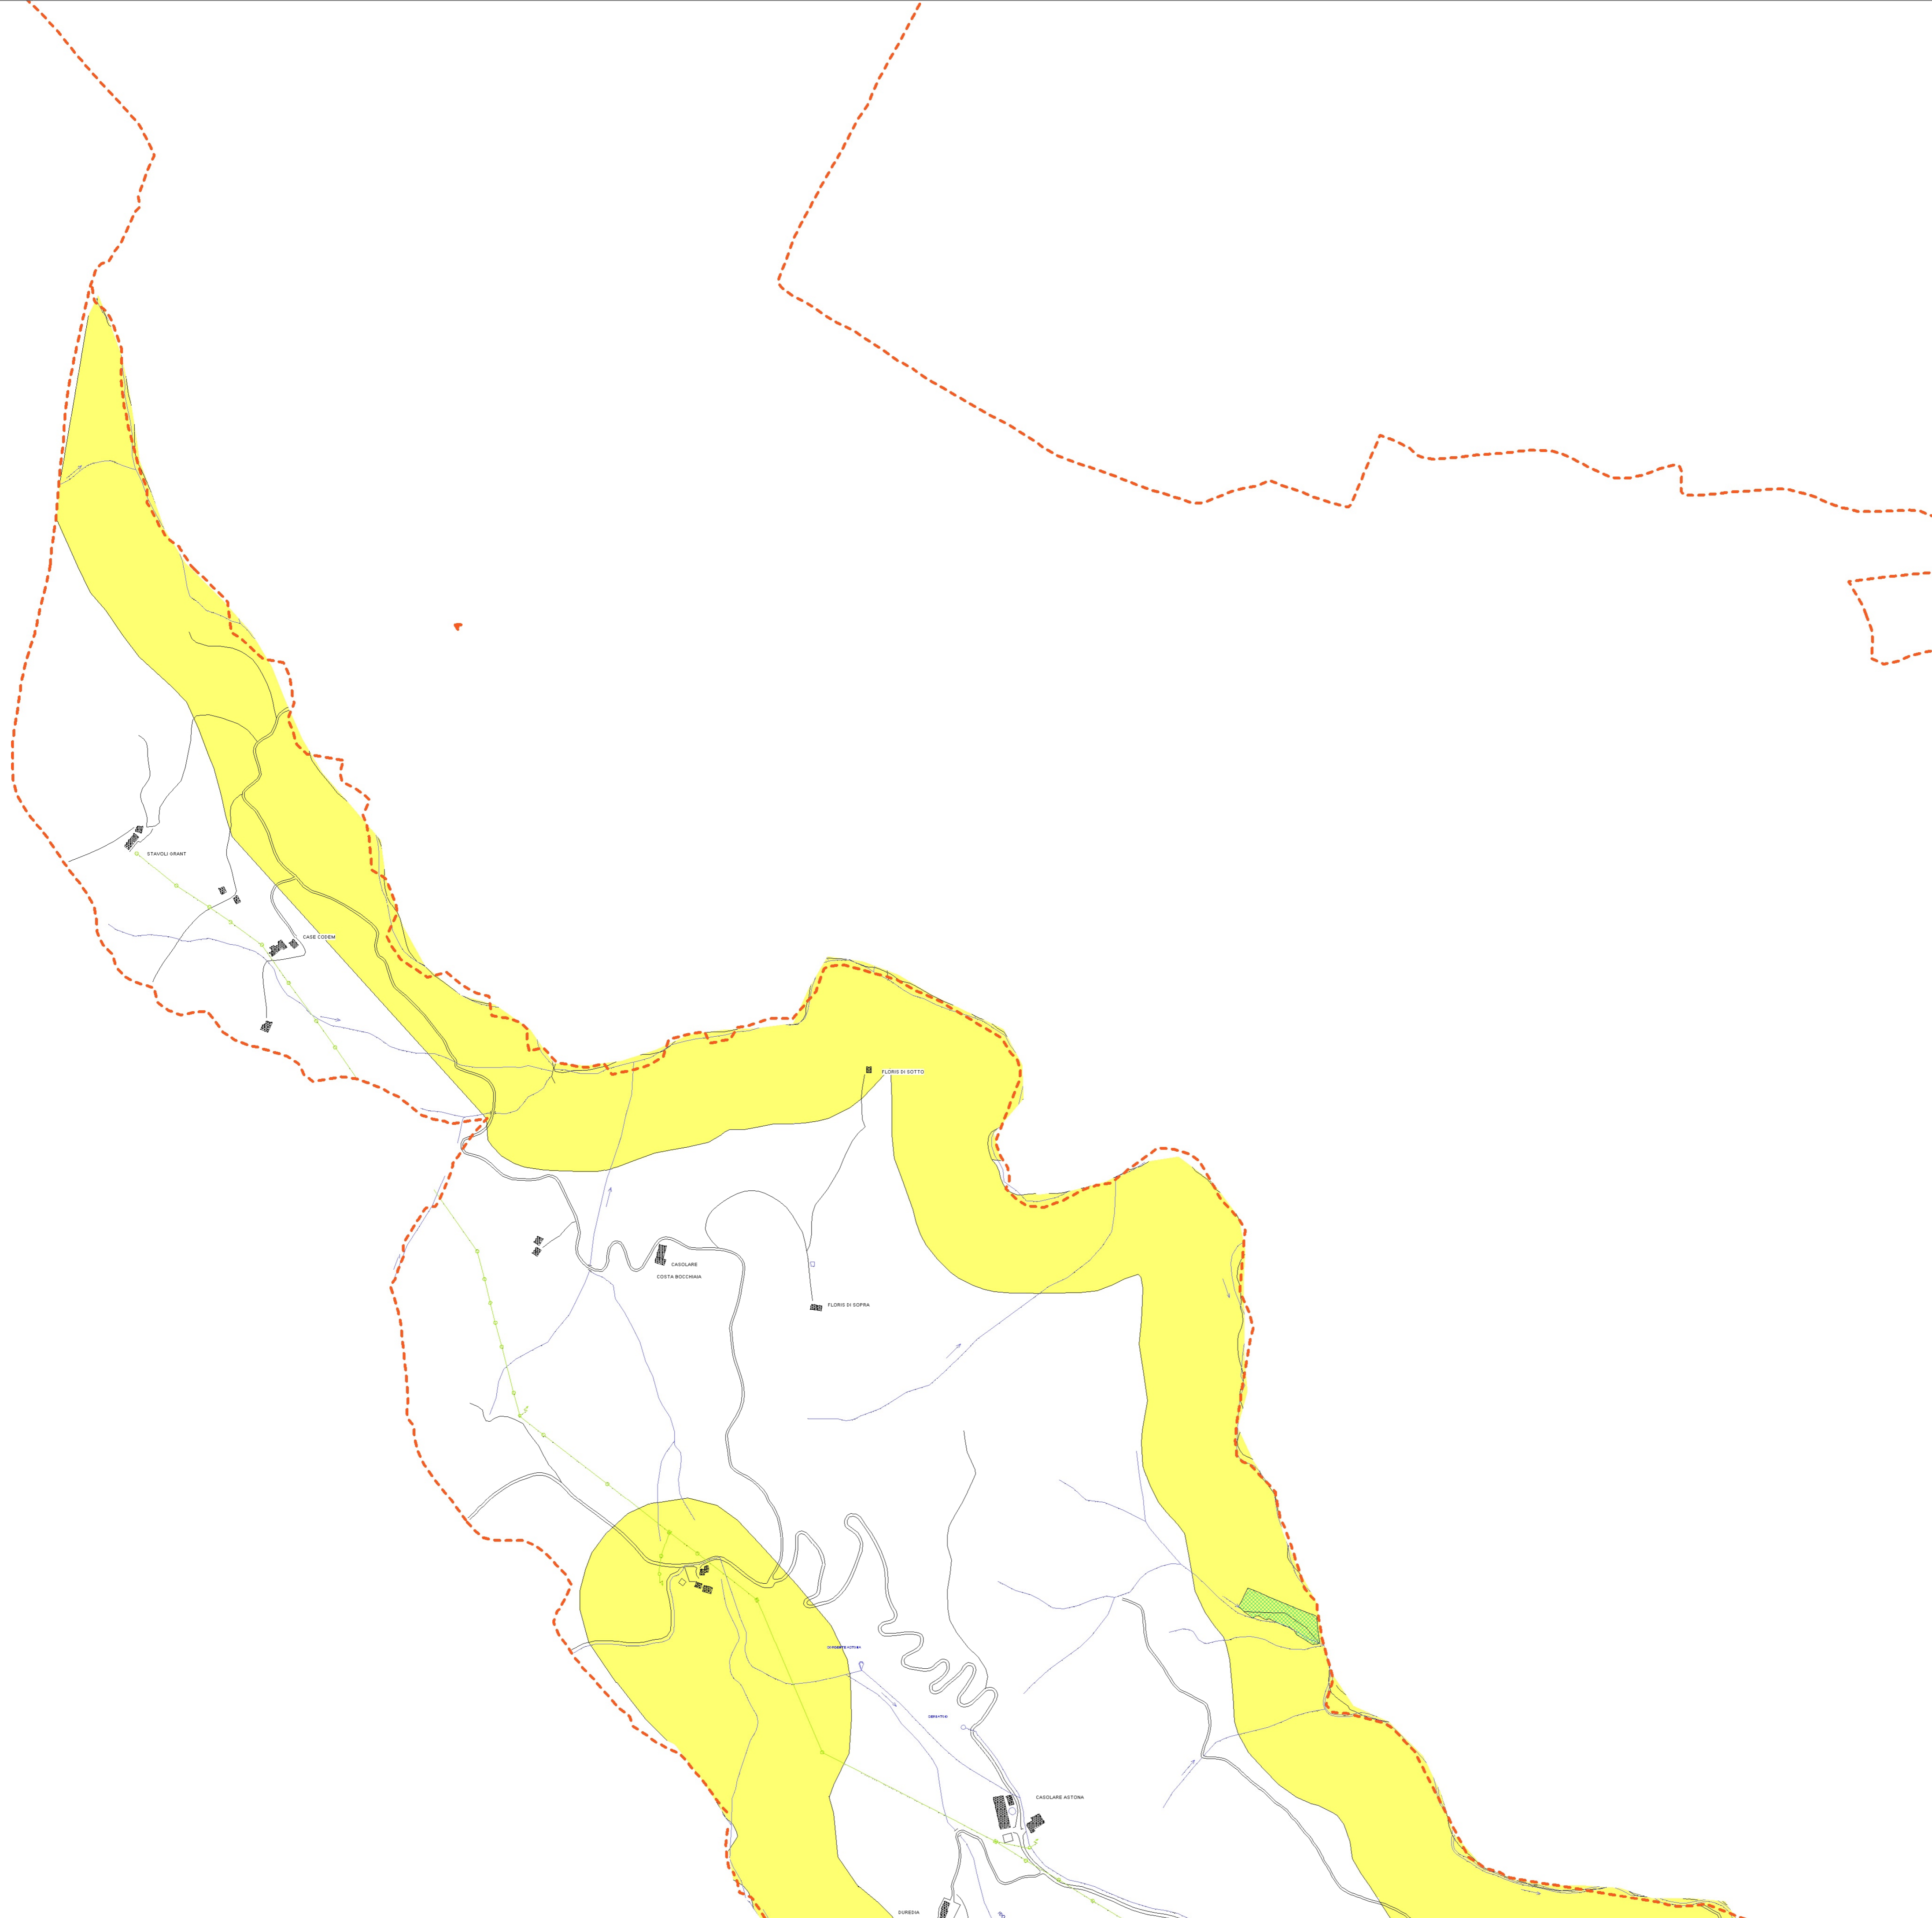 STAVOLI GRANT
CASE CODEM
FLORIS DI SOTTO
CASOLARE
COSTA BOCCHIAIA
FLORIS DI SOPRA
CASOLARE ASTONA
DUREDIA